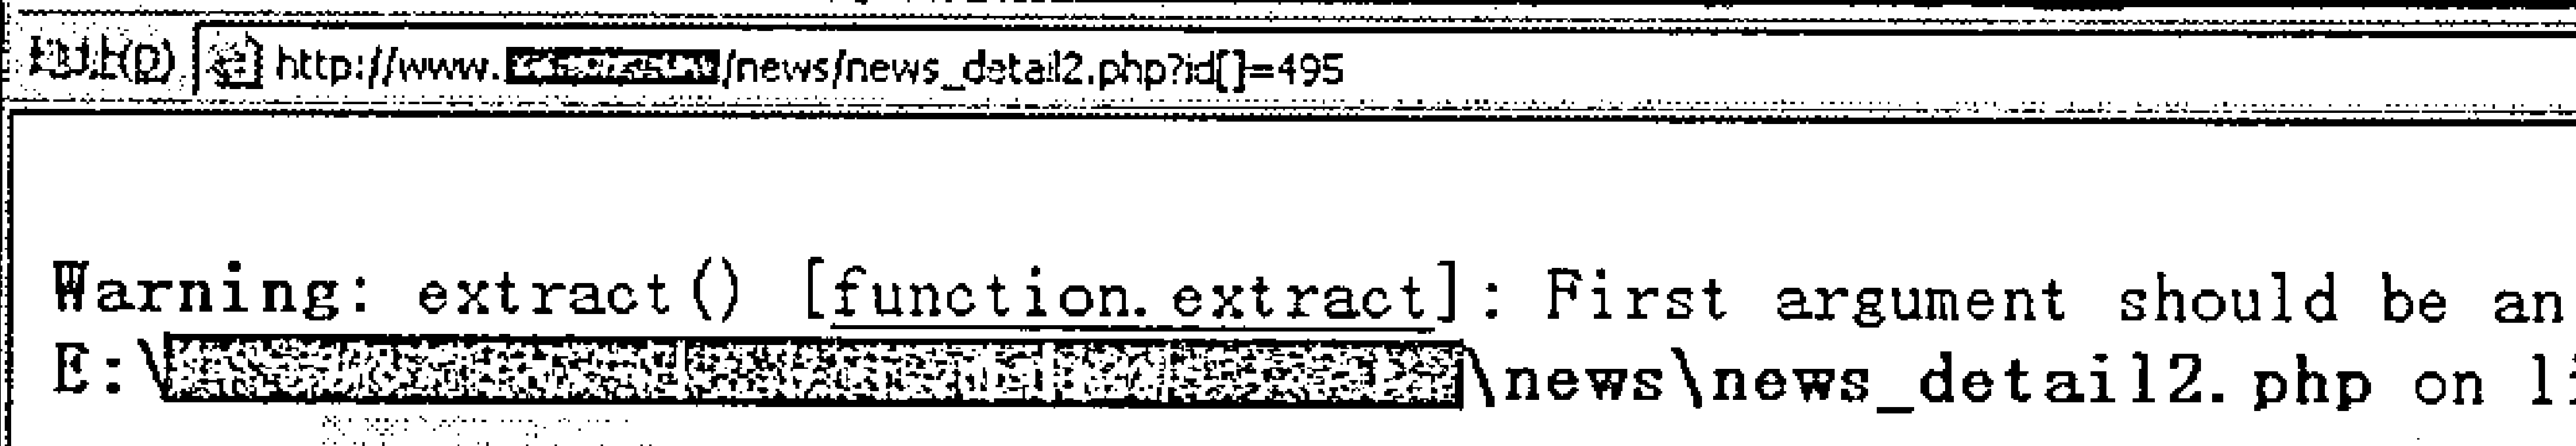 http://www. /news/news_detail2.php?id[]=495
Warning: extract() [function.extract]: First argument should be an
E:\ \news\news_detail2.php on li